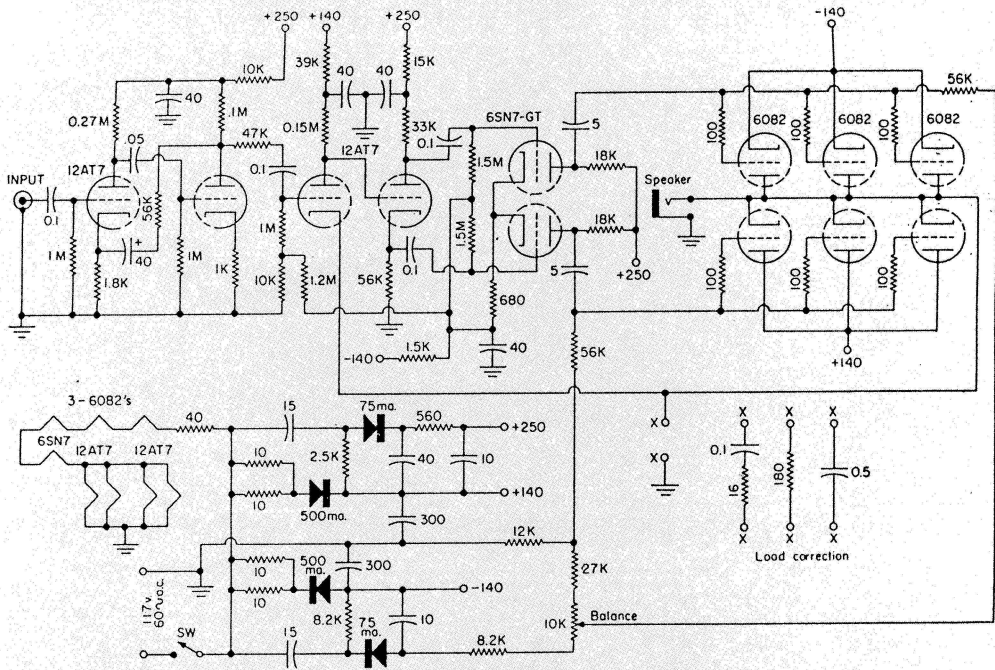 +250
+140
+250
-140
10K
39K
40
40
15K
56K
40
.1M
6SN7-GT
5
6082
6082
6082
0.27M
.05
47K
0.15M
33K
0.1
100
100
100
12AT7
0.1
12AT7
1.5M
18K
INPUT
Speaker
0.1
56K
1M
40
+
1M
1K
1M
1.5M
18K
1.8K
10K
1.2M
56K
0.1
5
+250
100
100
100
680
-140
1.5K
40
56K
+140
3-6082's
40
15
75 ma.
560
+250
X
X
X
X
6SN7
12AT7
12AT7
10
2.5K
40
10
0.1
180
0.5
10
500 ma.
+140
X
16
300
X
X
X
12K
Load correction
117 v.
60~a.c.
10
500
ma.
300
27K
10
-140
8.2K
10
10K
Balance
SW
15
75
ma.
8.2K